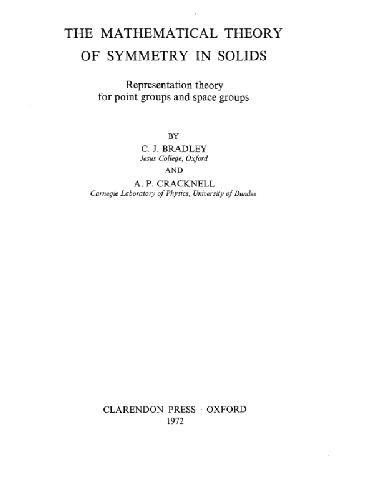 THE MATHEMATICAL THEORY
OF SYMMETRY IN SOLIDS
Representation theory
for point groups and space groups
BY
C. J. BRADLEY
Jesus College, Oxford
AND
A. P. CRACKNELL
Carnegie Laboratory of Physics, University of Dundee
CLARENDON PRESS · OXFORD
1972